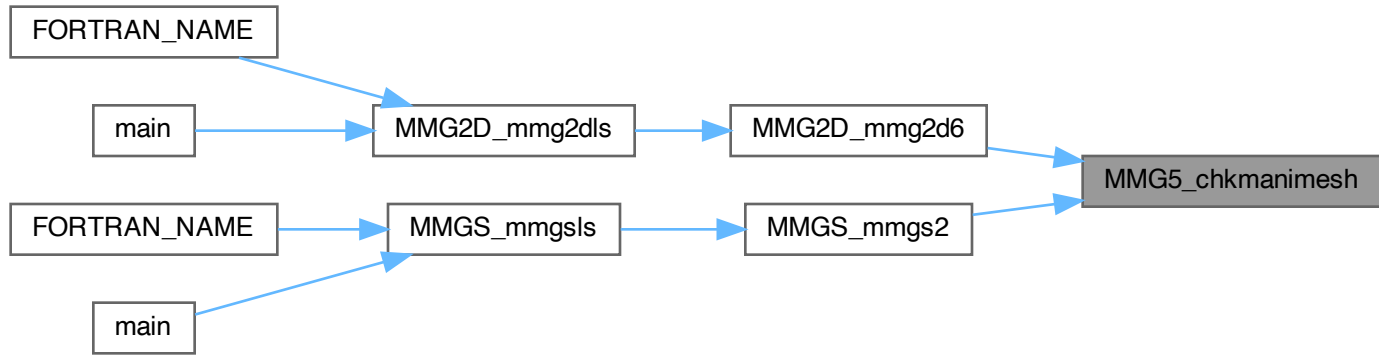 FORTRAN_NAME
main
MMG2D_mmg2dls
MMG2D_mmg2d6
MMG5_chkmanimesh
FORTRAN_NAME
MMGS_mmgsls
MMGS_mmgs2
main